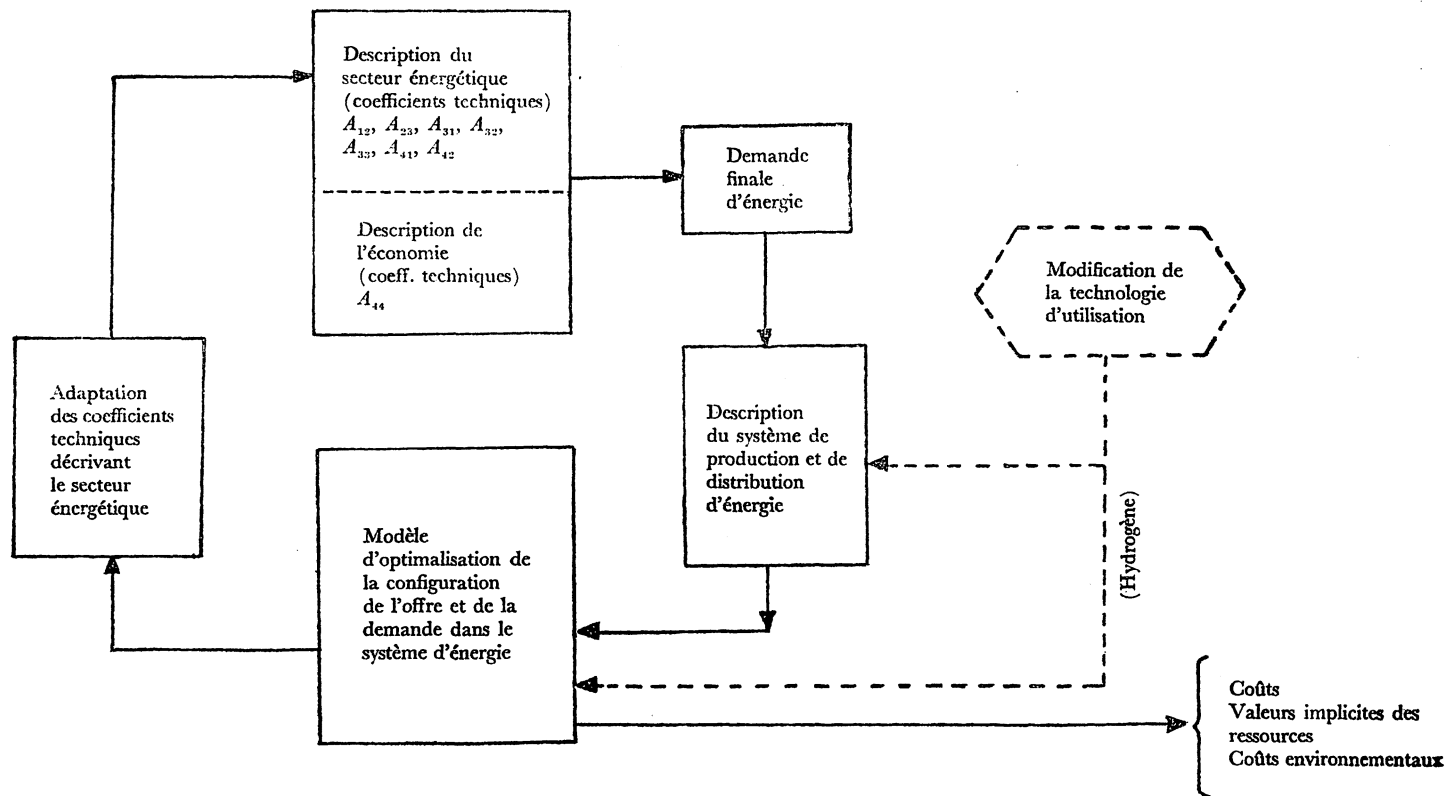 Description du
secteur énergétique
(coefficients techniques)
A₁₂, A₂₃, A₃₁, A₃₂,
A₃₃, A₄₁, A₄₂
Description de
l'économie
(coeff. techniques)
A₄₄
Demande
finale
d'énergie
Modification de
la technologie
d'utilisation
Adaptation
des coefficients
techniques
décrivant
le secteur
énergétique
Description
du système de
production et de
distribution
d'énergie
(Hydrogène)
Modèle
d'optimalisation de
la configuration
de l'offre et de la
demande dans le
système d'énergie
Coûts
Valeurs implicites des
ressources
Coûts environnementaux